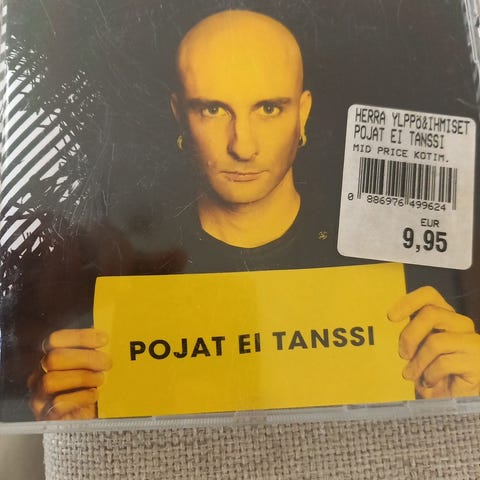 HERRA YLPPÖ&IHMISET
POJAT EI TANSSI
MID PRICE KOTIM.
0 886976 499624
EUR
9,95
POJAT EI TANSSI